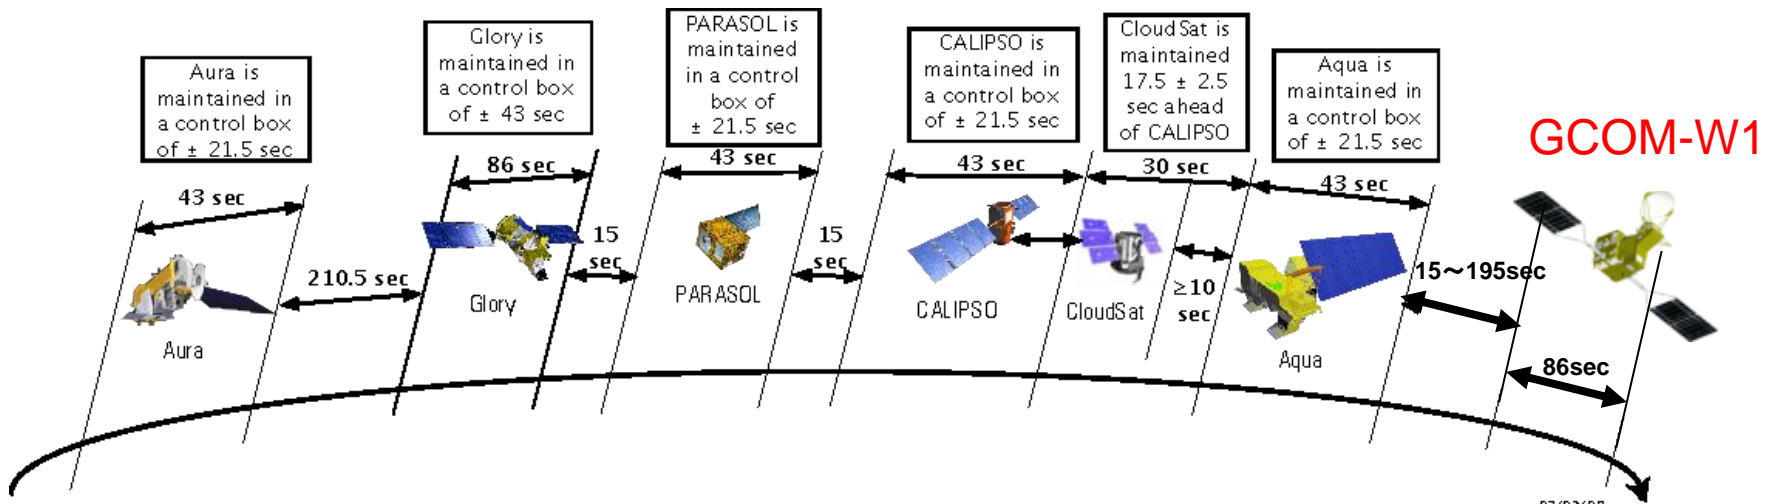 Aura is
maintained in
a control box
of ± 21.5 sec
Glory is
maintained in
a control box
of ± 43 sec
PARASOL is
maintained
in a control
box of
± 21.5 sec
CALIPSO is
maintained in
a control box
of ± 21.5 sec
CloudSat is
maintained
17.5 ± 2.5
sec ahead
of CALIPSO
Aqua is
maintained in
a control box
of ± 21.5 sec
GCOM-W1
43 sec
86 sec
43 sec
43 sec
30 sec
43 sec
210.5 sec
15
sec
15
sec
≥10
sec
15～195sec
86sec
Aura
Glory
PARASOL
CALIPSO
CloudSat
Aqua